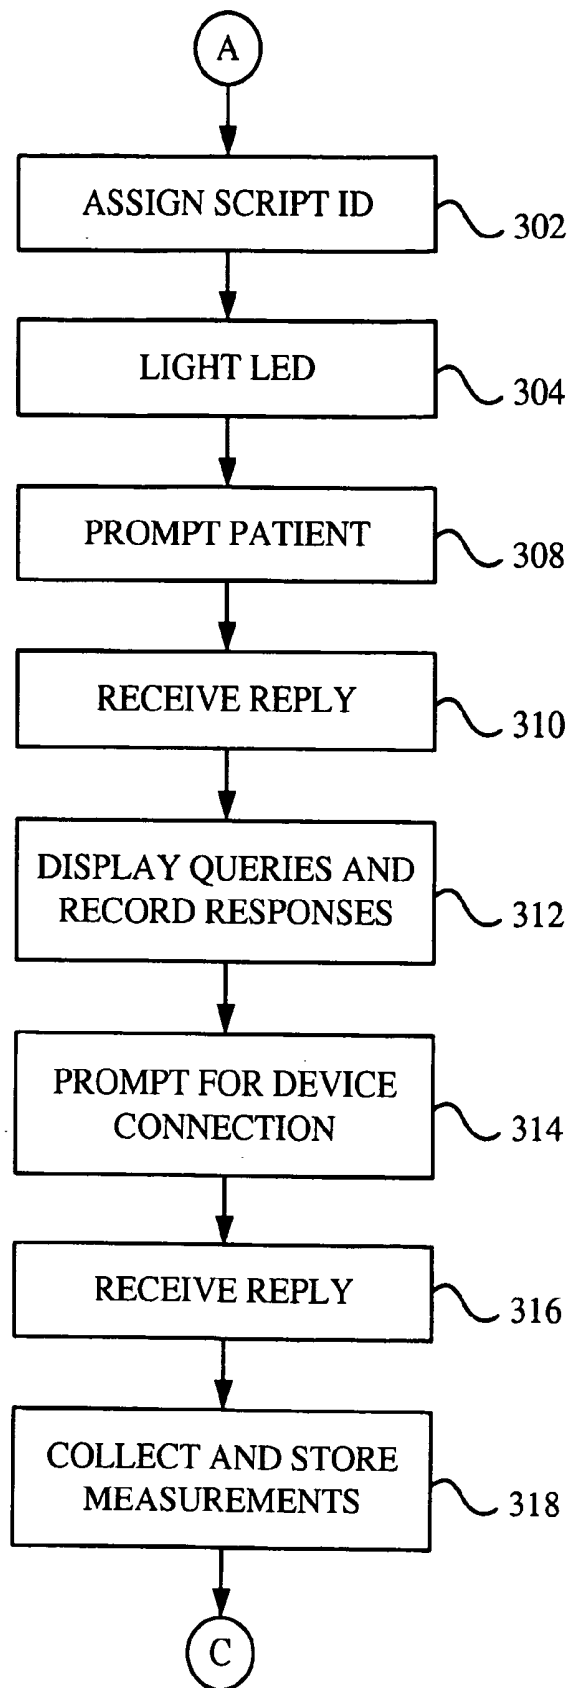 A
ASSIGN SCRIPT ID
302
LIGHT LED
304
PROMPT PATIENT
308
RECEIVE REPLY
310
DISPLAY QUERIES AND
RECORD RESPONSES
312
PROMPT FOR DEVICE
CONNECTION
314
RECEIVE REPLY
316
COLLECT AND STORE
MEASUREMENTS
318
C